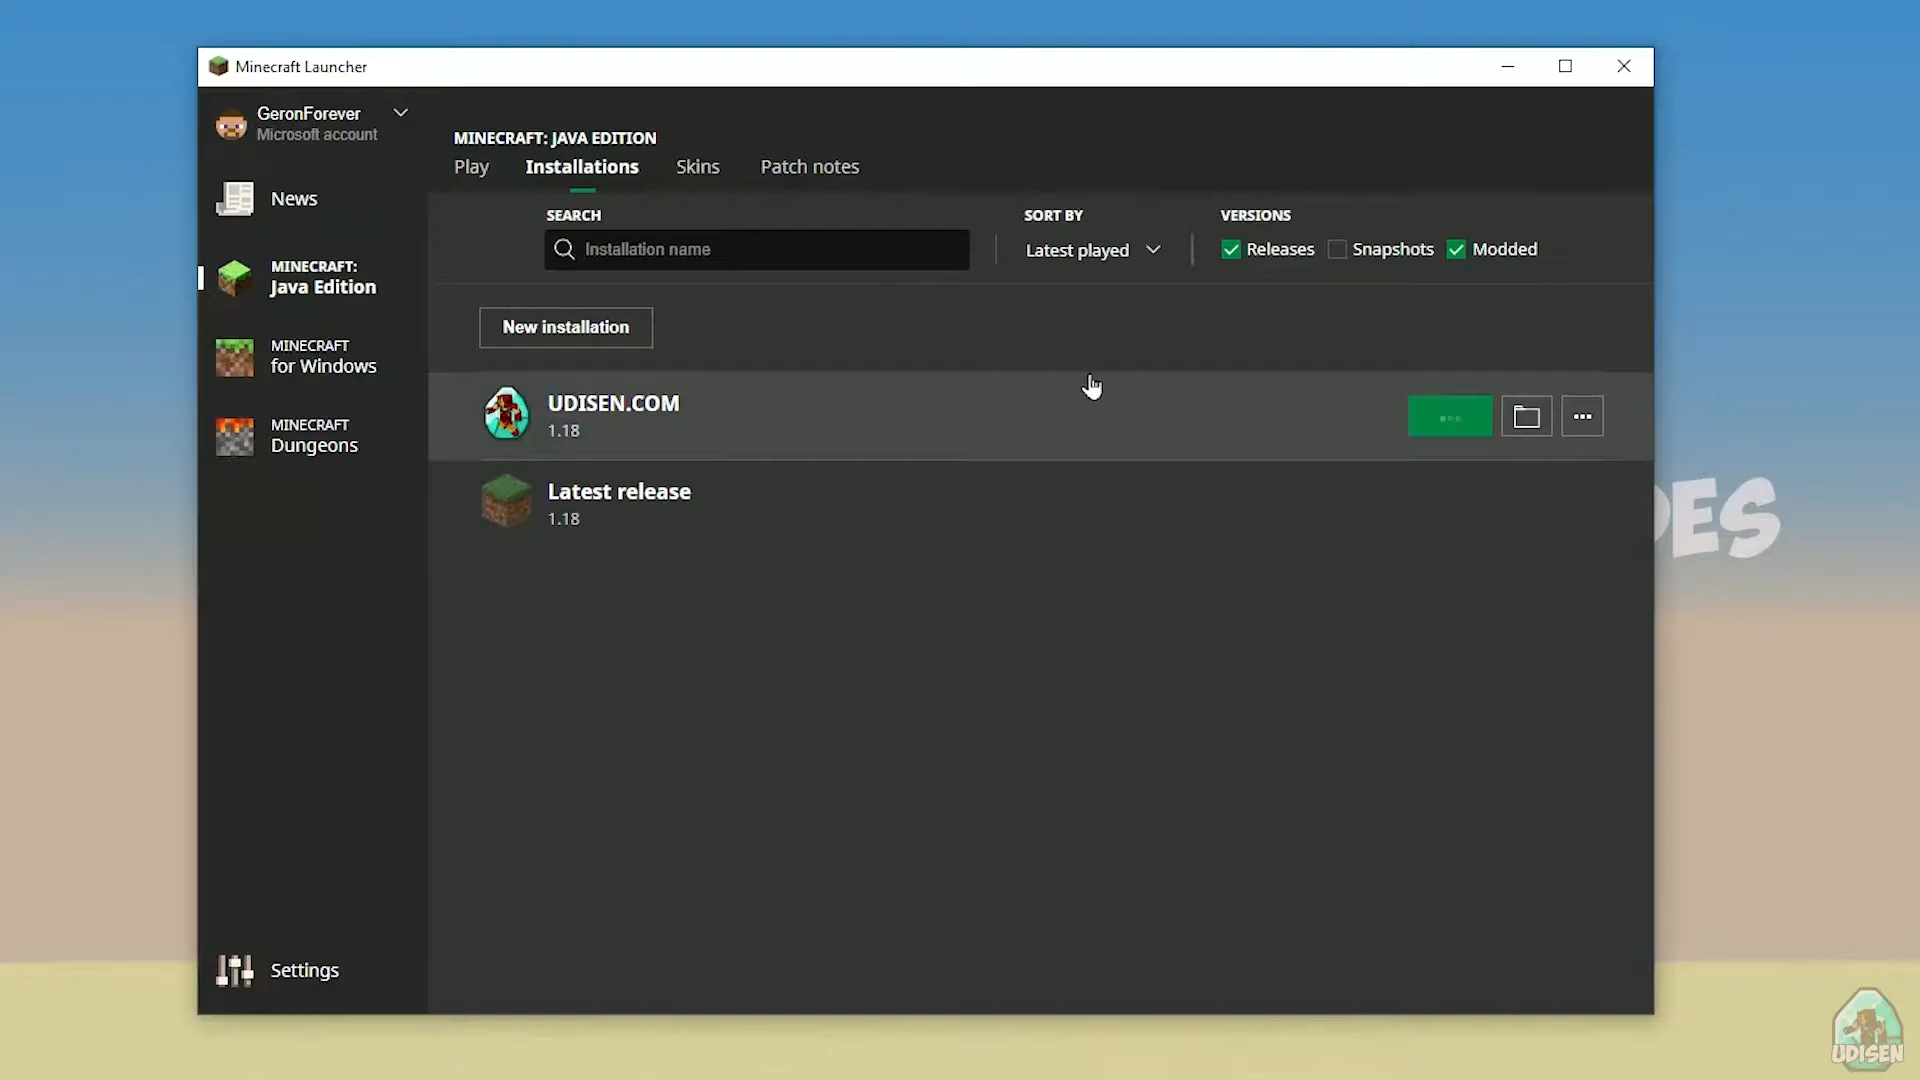 Minecraft Launcher
GeronForever
Microsoft account
News
MINECRAFT:
Java Edition
MINECRAFT
for Windows
MINECRAFT
Dungeons
Settings
MINECRAFT: JAVA EDITION
Play Installations Skins Patch notes
SEARCH SORT BY VERSIONS
Installation name Latest played Releases Snapshots Modded
New installation
UDISEN.COM
1.18
Latest release
1.18
UDISEN